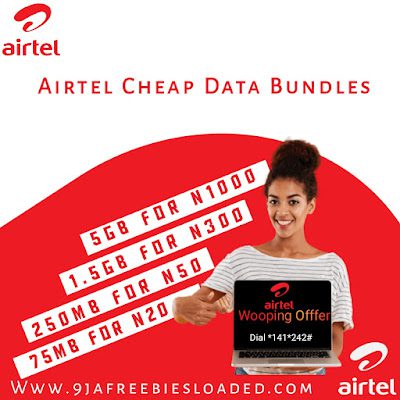 airtel
AIRTEL CHEAP DATA BUNDLES
5GB FOR N1000
1.5GB FOR N300
250MB FOR N50
75MB FOR N20
airtel
Wooping Offfer
Dial *141*242#
WWW.9JAFREEBIESLOADED.COM
airtel